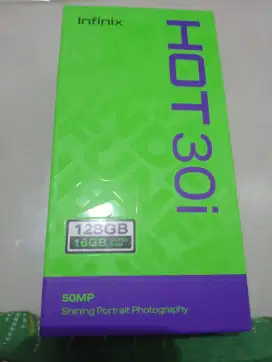 Infinix
HOT 30i
128GB
16GB
50MP
Shining Portrait Photography